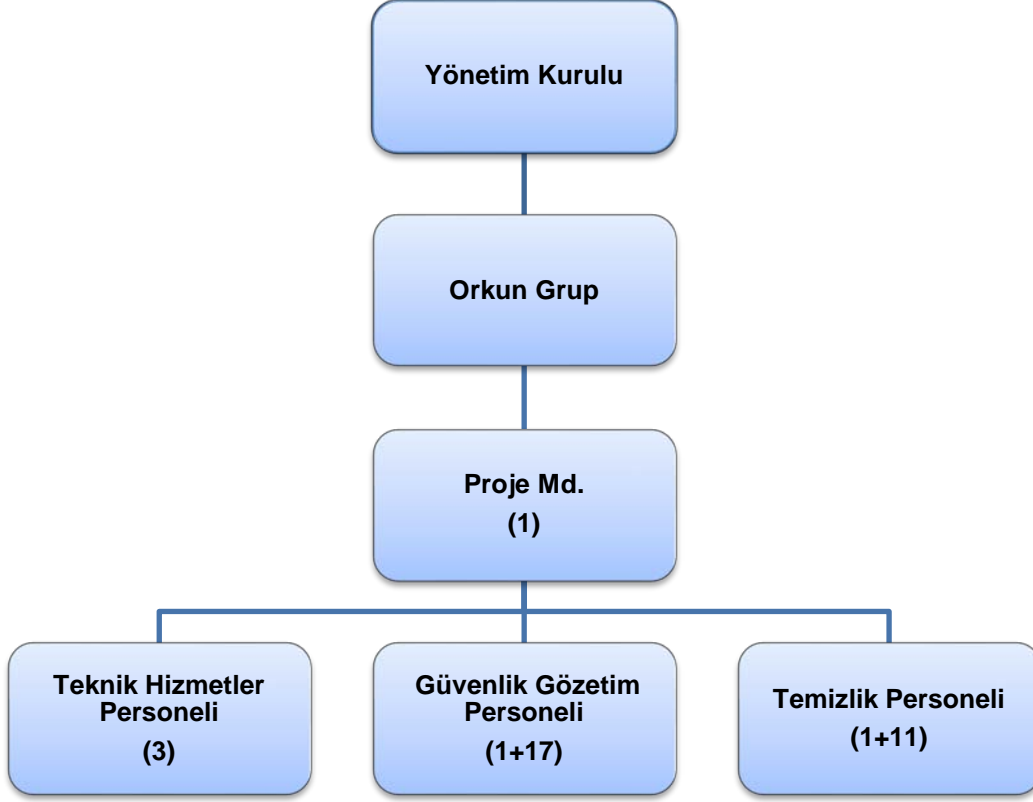 Yönetim Kurulu
Orkun Grup
Proje Md.
(1)
Teknik Hizmetler
Personeli
(3)
Güvenlik Gözetim
Personeli
(1+17)
Temizlik Personeli
(1+11)